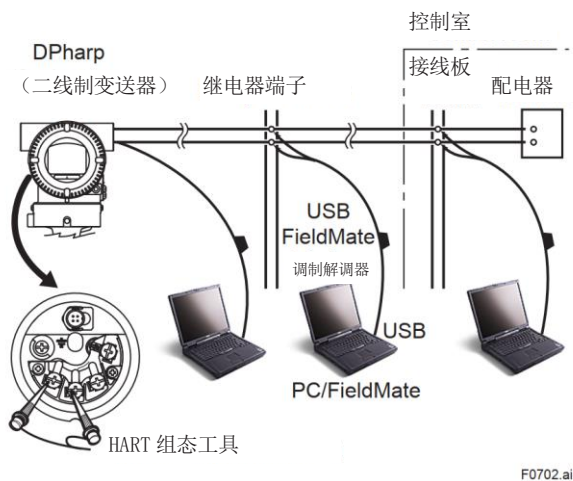 控制室
DPharp
接线板
（二线制变送器）
继电器端子
配电器
USB
FieldMate
调制解调器
USB
PC/FieldMate
HART 组态工具
F0702.ai